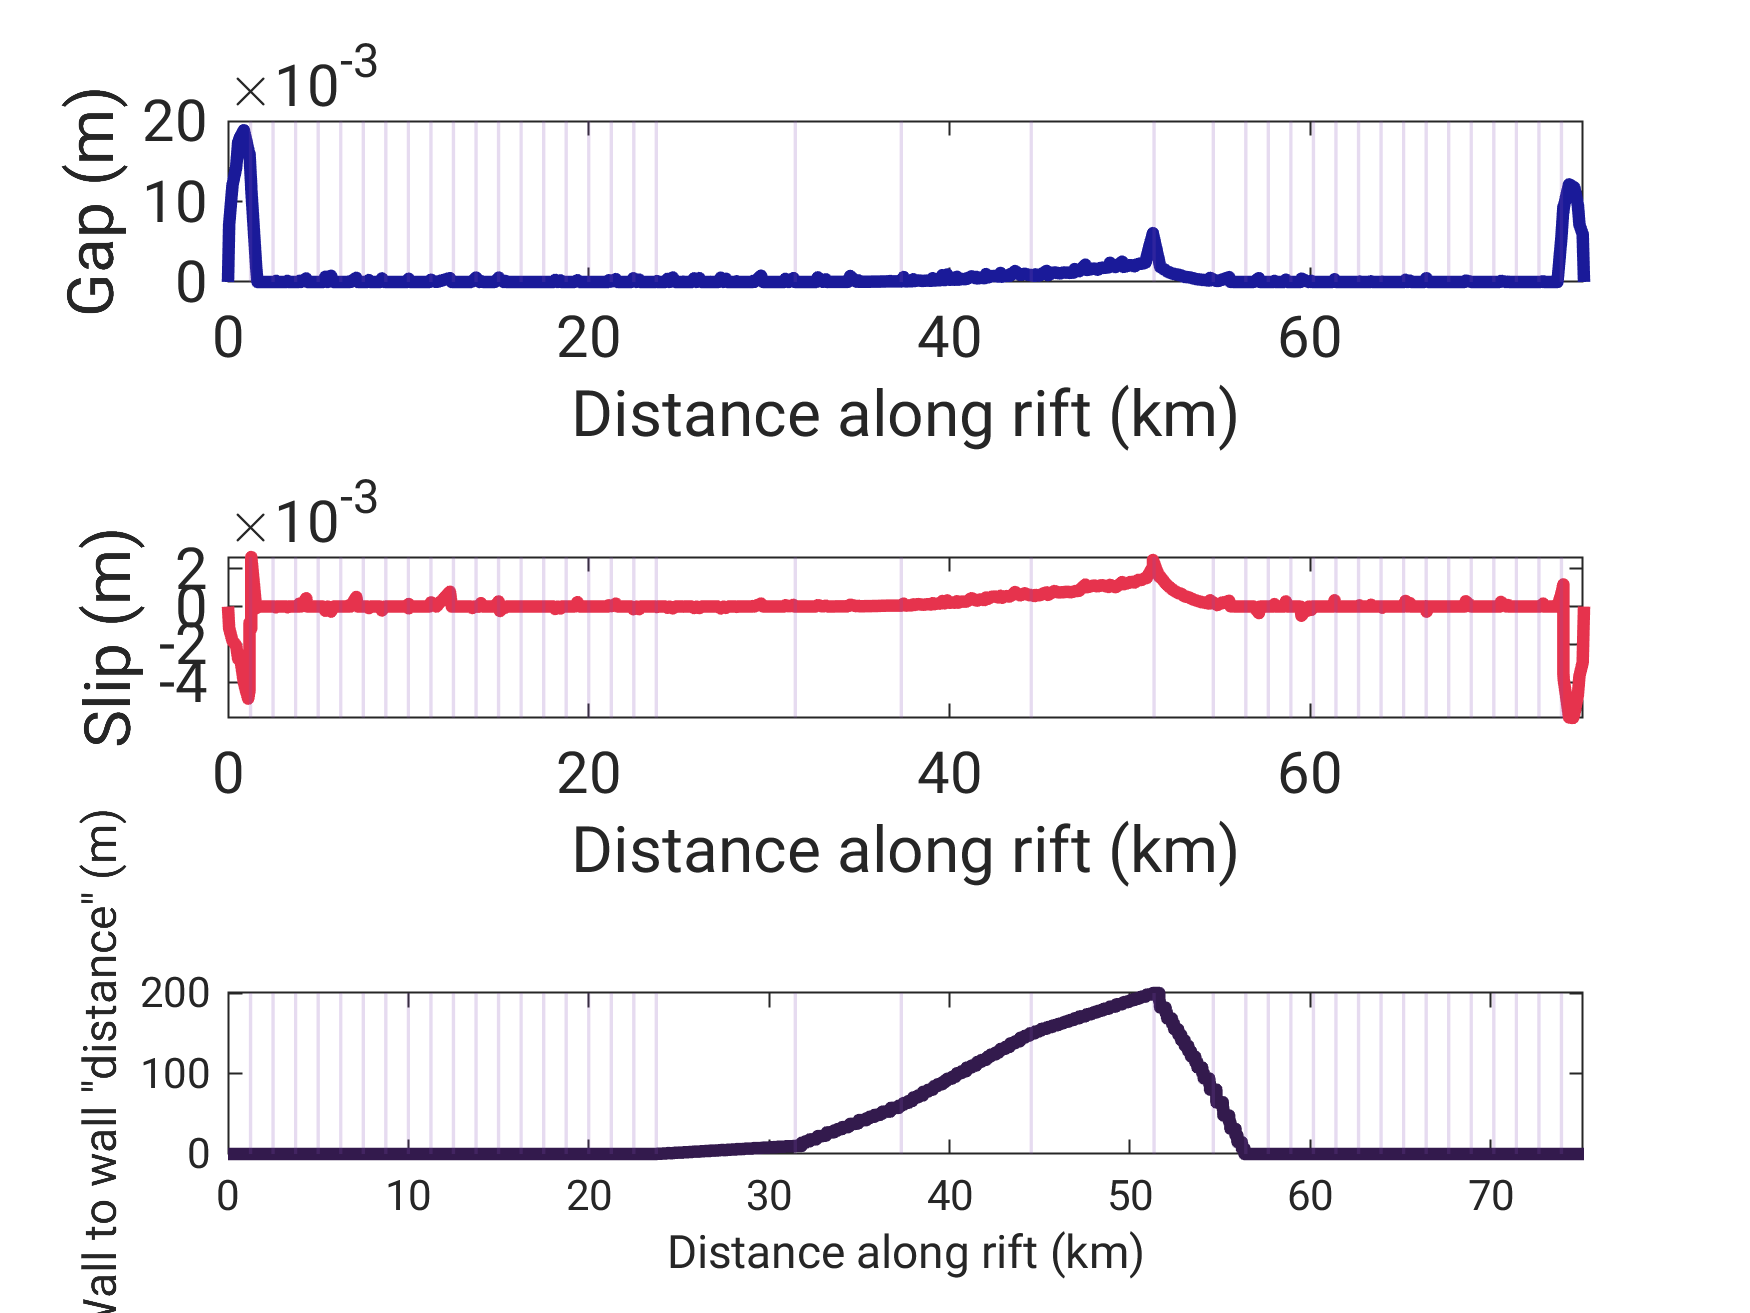 ×10-3
Gap (m)
20
10
0
0 20 40 60
Distance along rift (km)
×10-3
Slip (m)
2
0
-2
-4
0 20 40 60
Distance along rift (km)
to wall "distance" (m)
200
100
0
0 10 20 30 40 50 60 70
Distance along rift (km)